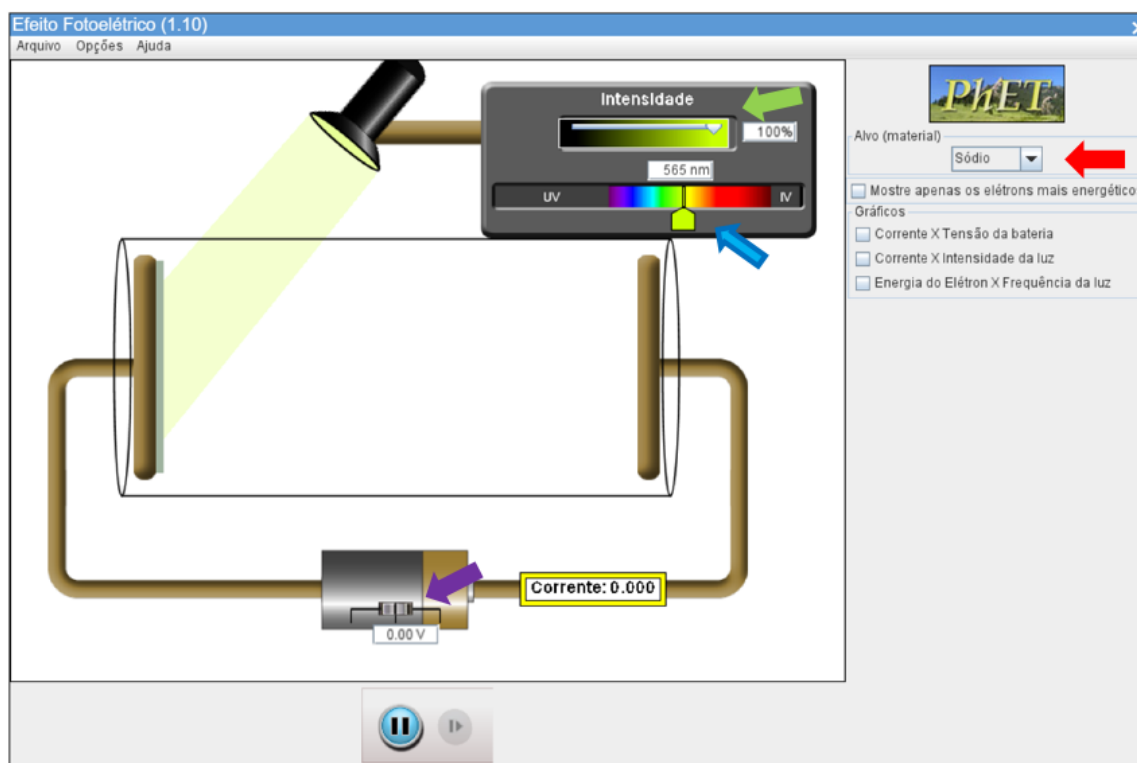 Efeito Fotoelétrico (1.10)
Arquivo Opções Ajuda
Intensidade
100%
565 nm
UV
IV
Corrente: 0.000
0.00 V
PhET
Alvo (material)
Sódio
Mostre apenas os elétrons mais energético
Gráficos
Corrente X Tensão da bateria
Corrente X Intensidade da luz
Energia do Elétron X Frequência da luz